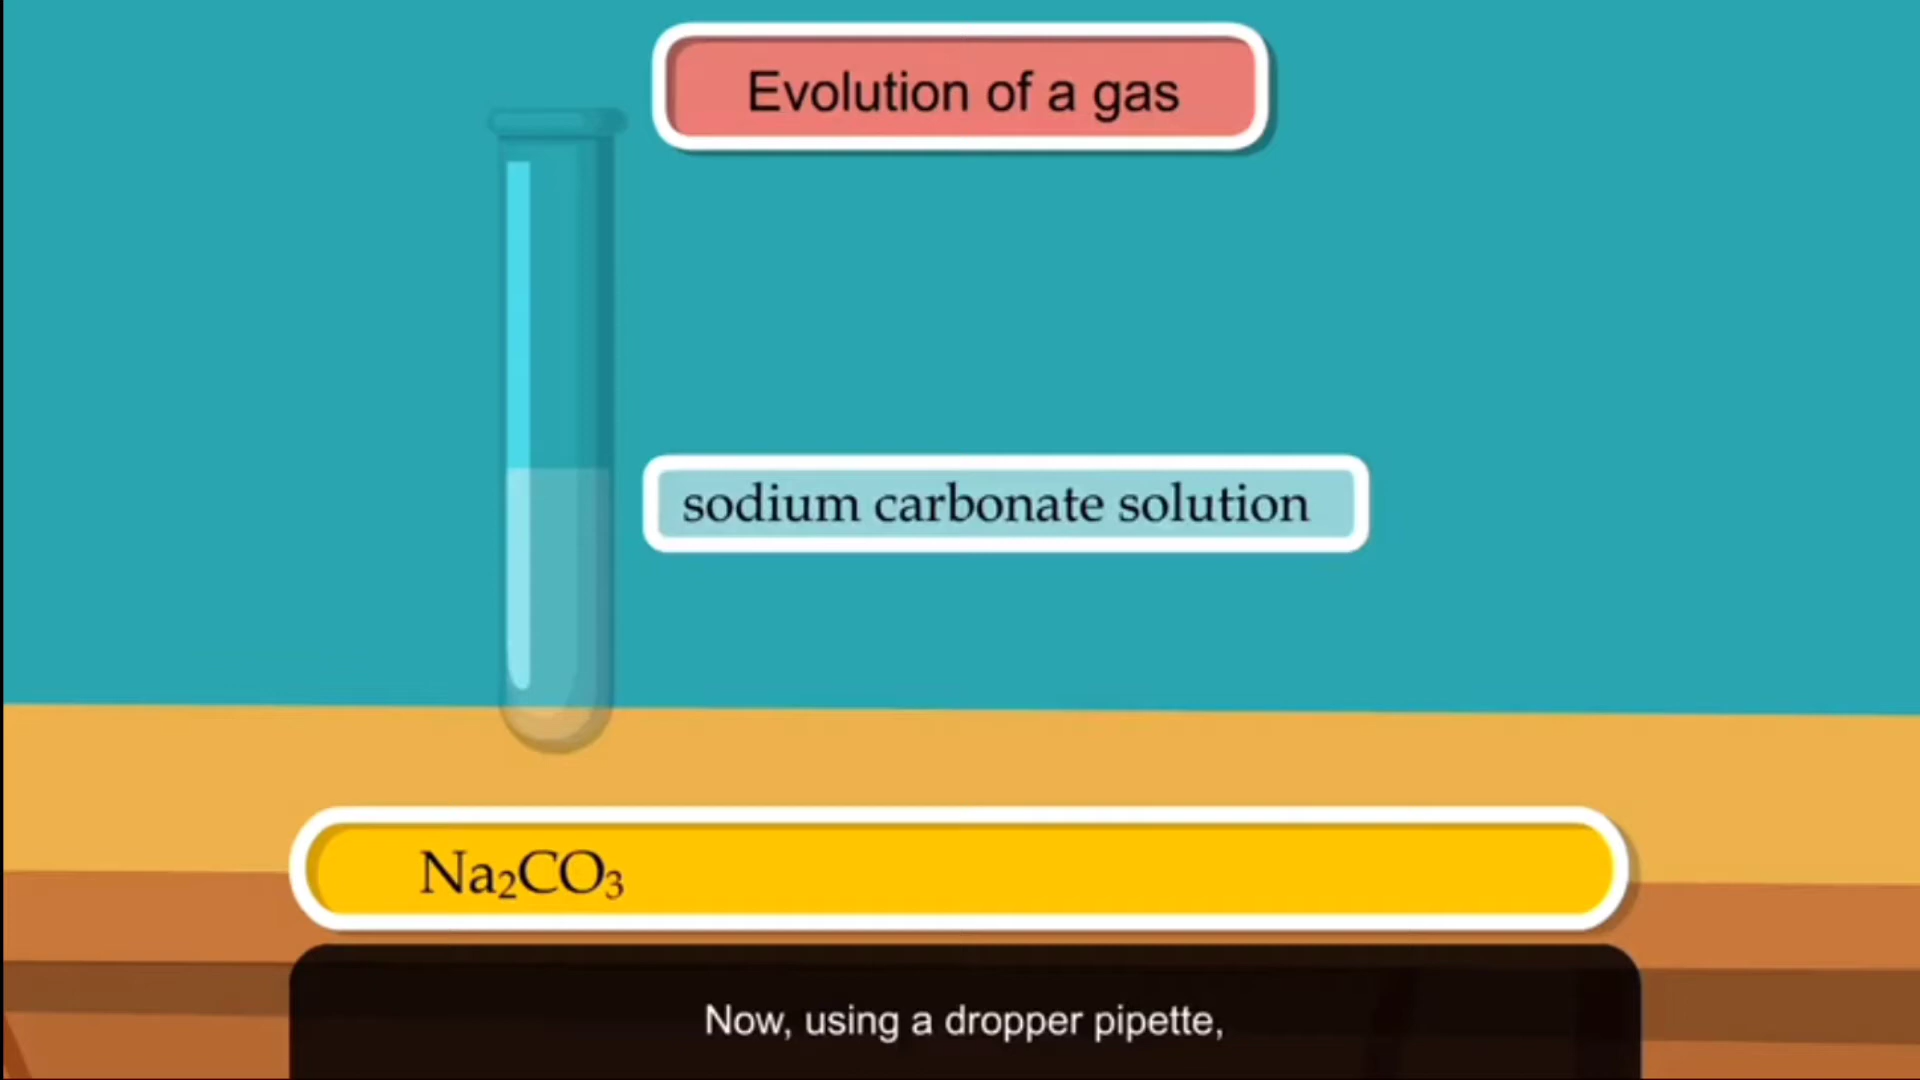 Evolution of a gas
sodium carbonate solution
Na₂CO₃
Now, using a dropper pipette,